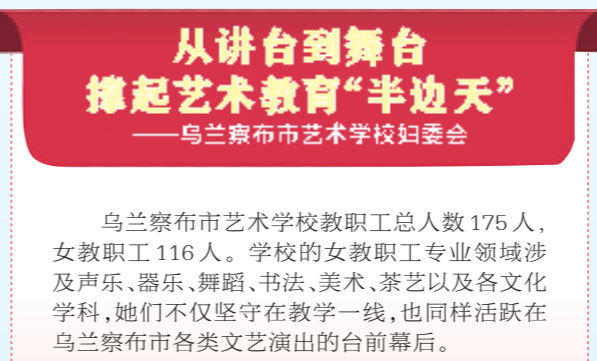 从讲台到舞台
撑起艺术教育“半边天”
——乌兰察布市艺术学校妇委会
乌兰察布市艺术学校教职工总人数175人，
女教职工116人。学校的女教职工专业领域涉
及声乐、器乐、舞蹈、书法、美术、茶艺以及各文化
学科，她们不仅坚守在教学一线，也同样活跃在
乌兰察布市各类文艺演出的台前幕后。